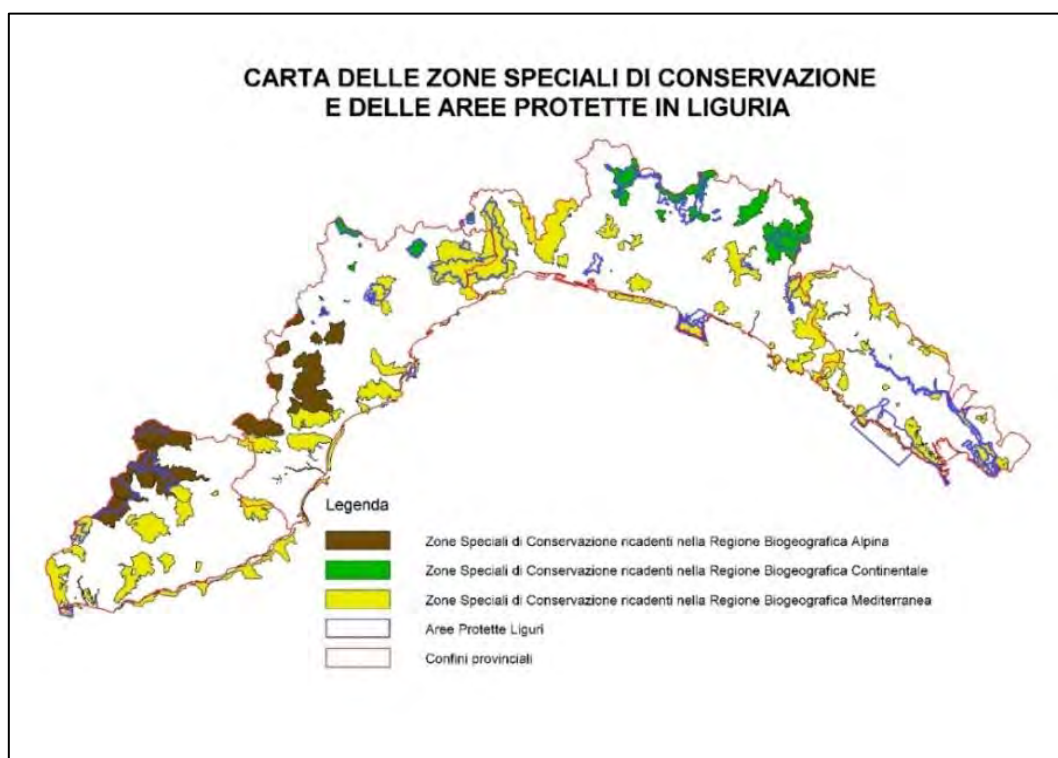 CARTA DELLE ZONE SPECIALI DI CONSERVAZIONE
E DELLE AREE PROTETTE IN LIGURIA
Legenda
Zone Speciali di Conservazione ricadenti nella Regione Biogeografica Alpina
Zone Speciali di Conservazione ricadenti nella Regione Biogeografica Continentale
Zone Speciali di Conservazione ricadenti nella Regione Biogeografica Mediterranea
Aree Protette Liguri
Confini provinciali